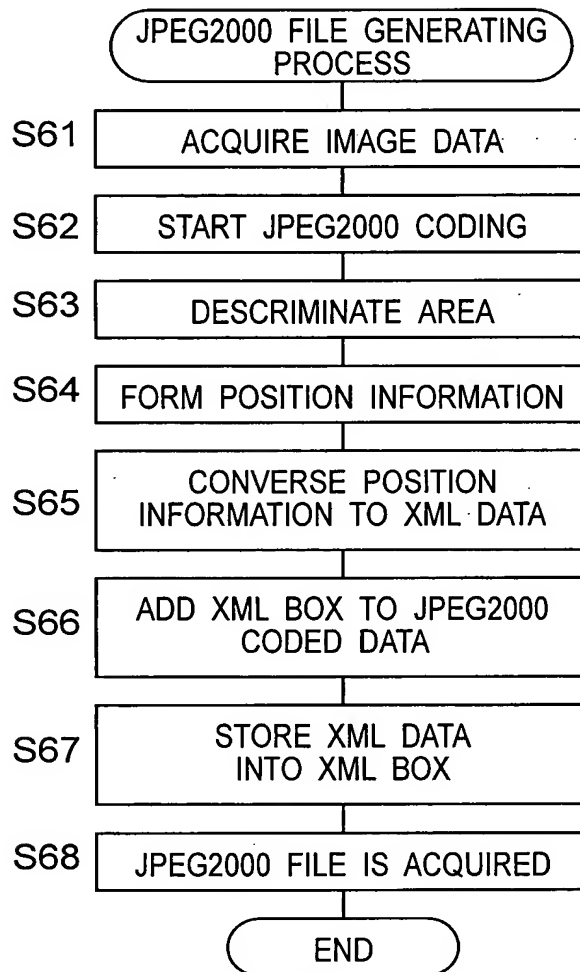 JPEG2000 FILE GENERATING
PROCESS
S61
ACQUIRE IMAGE DATA
S62
START JPEG2000 CODING
S63
DESCRIMINATE AREA
S64
FORM POSITION INFORMATION
S65
CONVERSE POSITION
INFORMATION TO XML DATA
S66
ADD XML BOX TO JPEG2000
CODED DATA
S67
STORE XML DATA
INTO XML BOX
S68
JPEG2000 FILE IS ACQUIRED
END